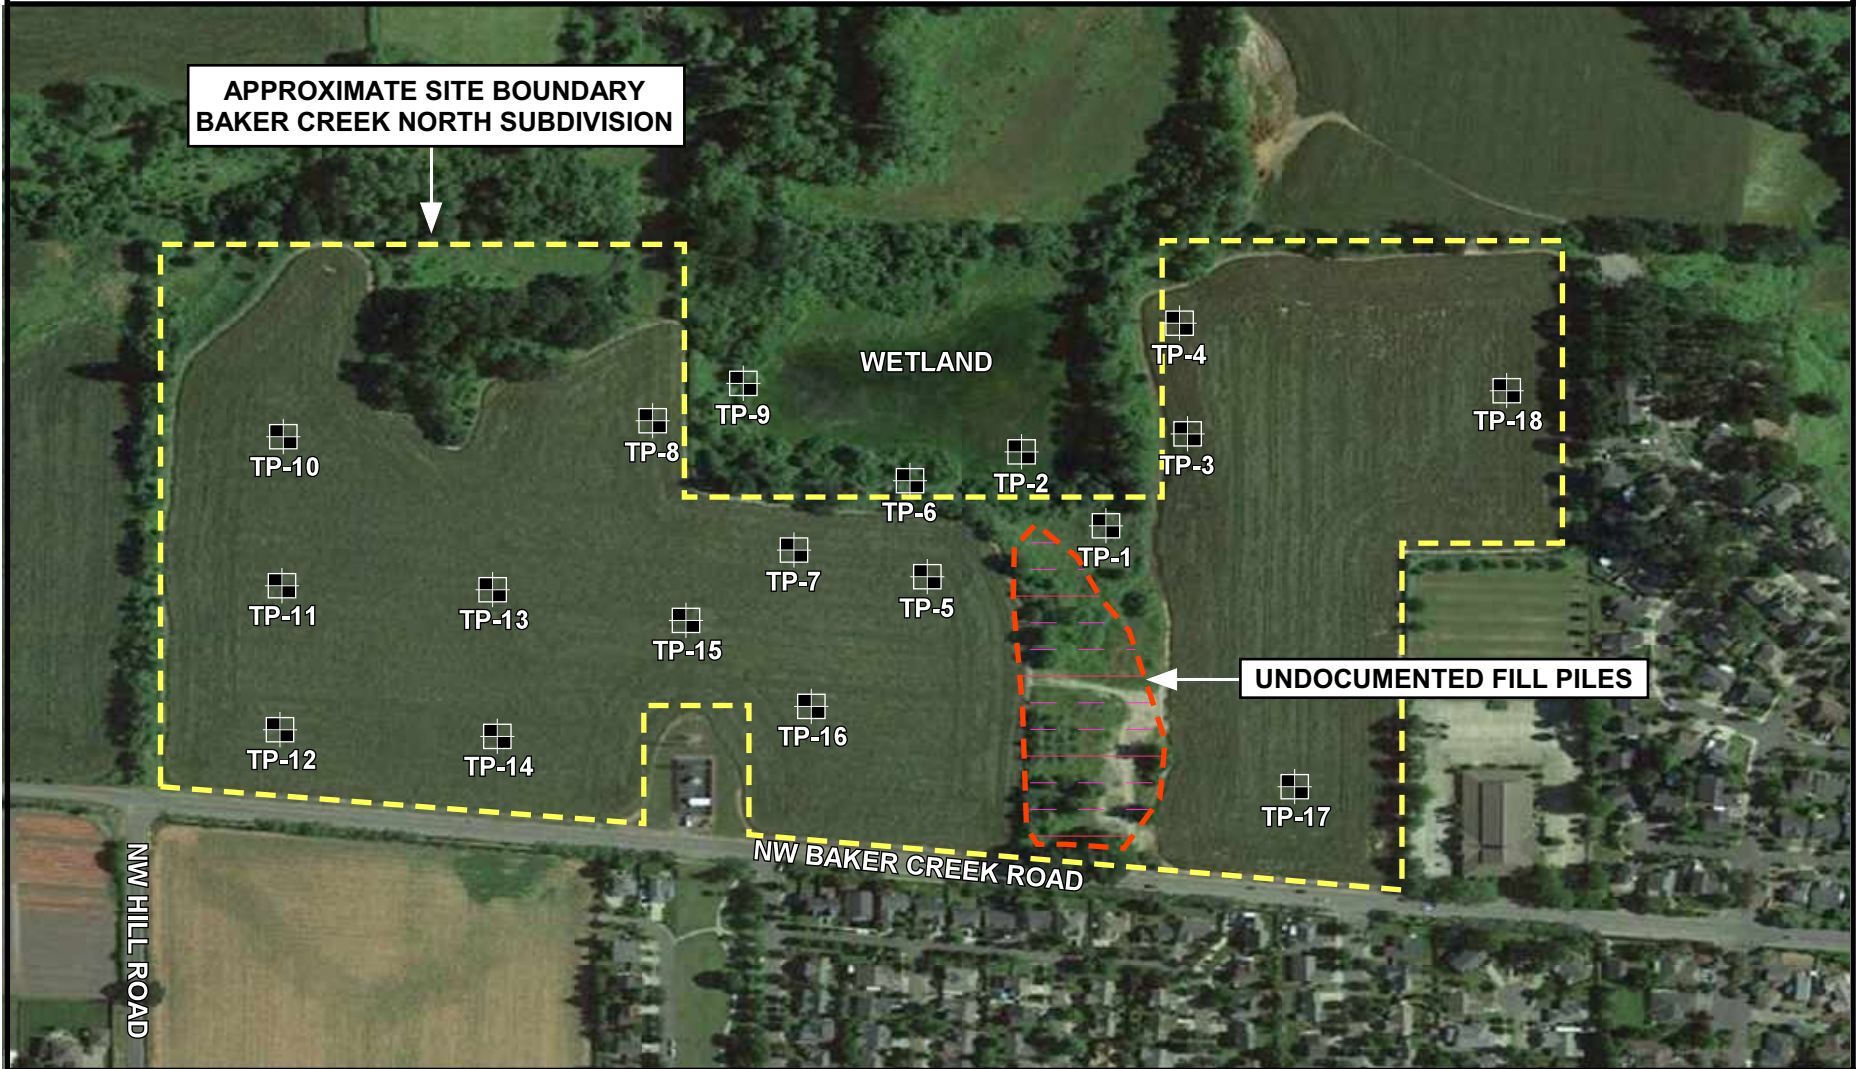 APPROXIMATE SITE BOUNDARY
BAKER CREEK NORTH SUBDIVISION
WETLAND
TP-4
TP-9
TP-18
TP-8
TP-10
TP-3
TP-2
TP-6
TP-1
TP-7
TP-5
TP-11
TP-13
TP-15
UNDOCUMENTED FILL PILES
TP-16
TP-12
TP-14
TP-17
NW BAKER CREEK ROAD
NW HILL ROAD